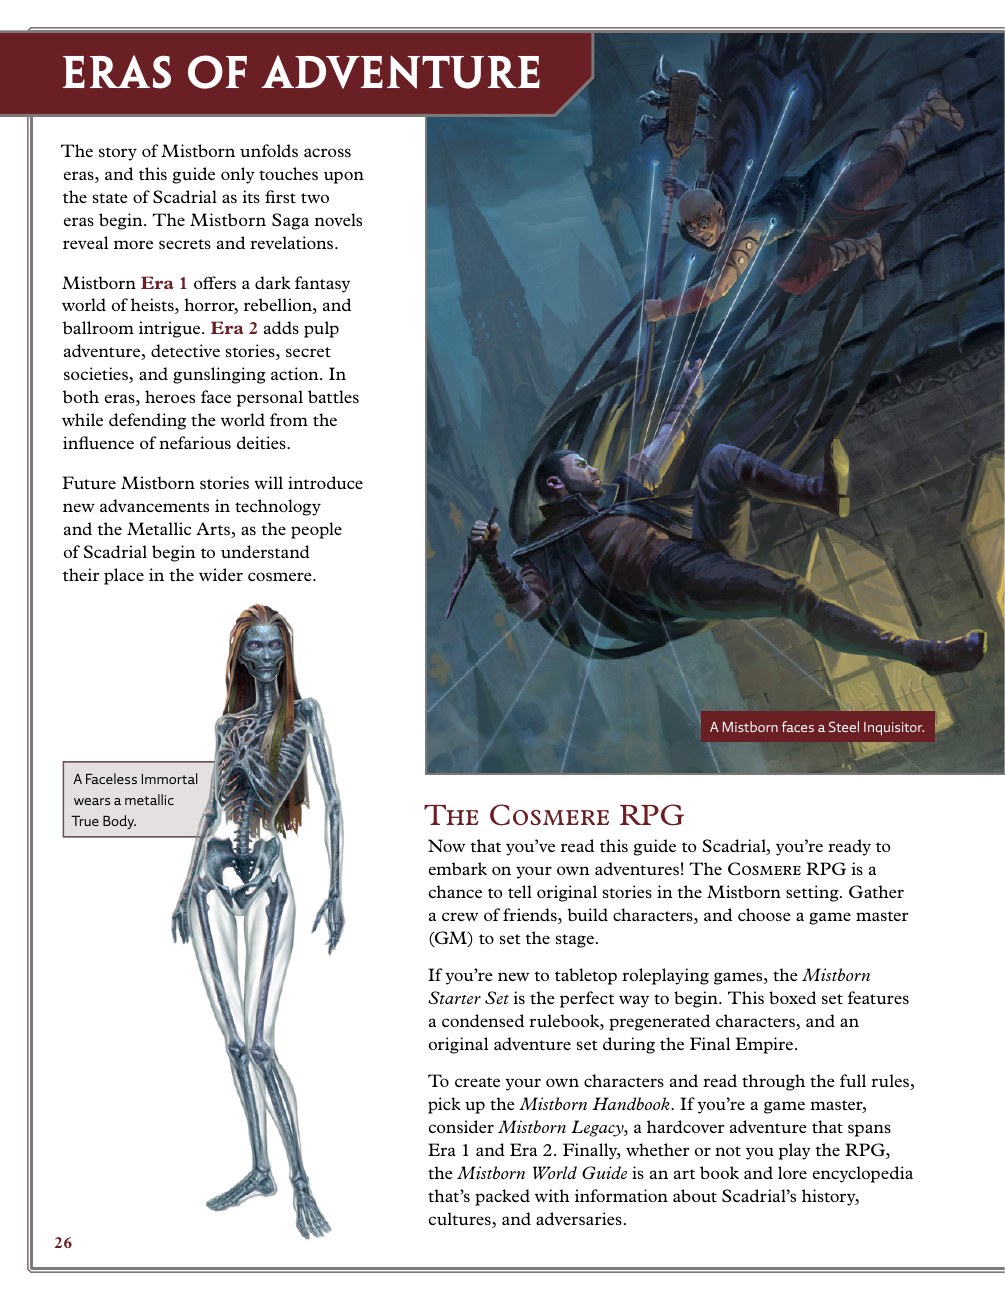 ERAS OF ADVENTURE
The story of Mistborn unfolds across
eras, and this guide only touches upon
the state of Scadrial as its first two
eras begin. The Mistborn Saga novels
reveal more secrets and revelations.
Mistborn Era 1 offers a dark fantasy
world of heists, horror, rebellion, and
ballroom intrigue. Era 2 adds pulp
adventure, detective stories, secret
societies, and gunslinging action. In
both eras, heroes face personal battles
while defending the world from the
influence of nefarious deities.
Future Mistborn stories will introduce
new advancements in technology
and the Metallic Arts, as the people
of Scadrial begin to understand
their place in the wider cosmere.
A Faceless Immortal
wears a metallic
True Body.
A Mistborn faces a Steel Inquisitor.
The Cosmere RPG
Now that you’ve read this guide to Scadrial, you’re ready to
embark on your own adventures! The Cosmere RPG is a
chance to tell original stories in the Mistborn setting. Gather
a crew of friends, build characters, and choose a game master
(GM) to set the stage.
If you’re new to tabletop roleplaying games, the Mistborn
Starter Set is the perfect way to begin. This boxed set features
a condensed rulebook, pregenerated characters, and an
original adventure set during the Final Empire.
To create your own characters and read through the full rules,
pick up the Mistborn Handbook. If you’re a game master,
consider Mistborn Legacy, a hardcover adventure that spans
Era 1 and Era 2. Finally, whether or not you play the RPG,
the Mistborn World Guide is an art book and lore encyclopedia
that’s packed with information about Scadrial’s history,
cultures, and adversaries.
26